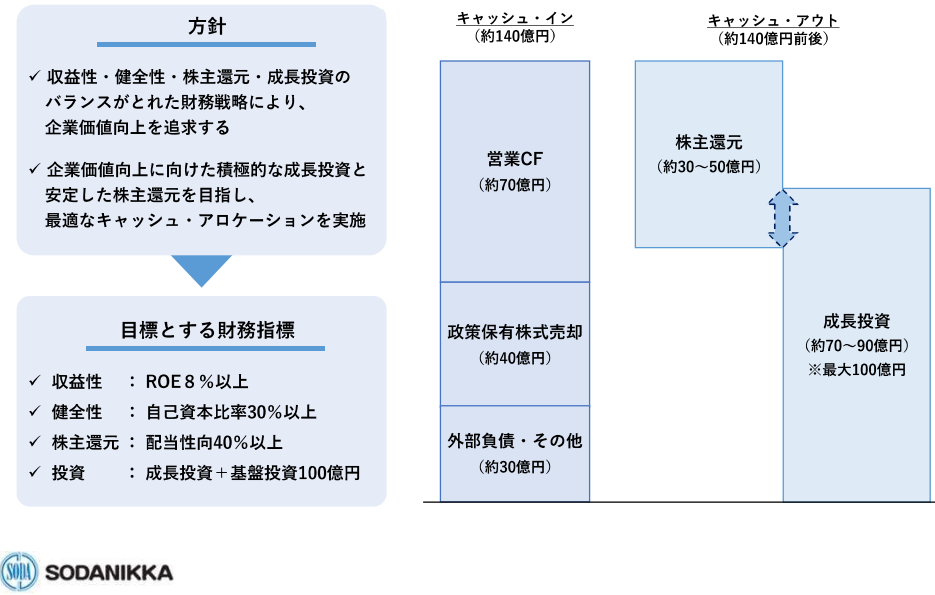 方針
✓ 収益性・健全性・株主還元・成長投資の
バランスがとれた財務戦略により、
企業価値向上を追求する
✓ 企業価値向上に向けた積極的な成長投資と
安定した株主還元を目指し、
最適なキャッシュ・アロケーションを実施
目標とする財務指標
✓ 収益性 ： ROE８％以上
✓ 健全性 ： 自己資本比率30%以上
✓ 株主還元 ： 配当性向40%以上
✓ 投資 ： 成長投資＋基盤投資100億円
キャッシュ・イン
（約140億円）
営業CF
（約70億円）
政策保有株式売却
（約40億円）
外部負債・その他
（約30億円）
キャッシュ・アウト
（約140億円前後）
株主還元
（約30～50億円）
成長投資
（約70～90億円）
※最大100億円
SODA SODANIKKA